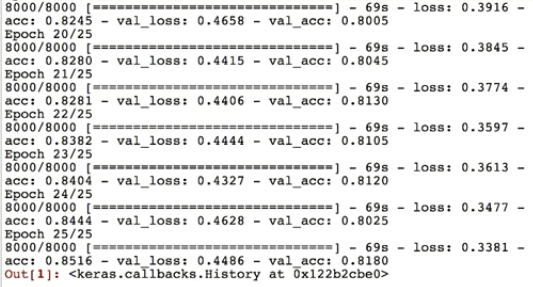 8000/8000 [==============================] - 69s - loss: 0.3916 -
acc: 0.8245 - val_loss: 0.4658 - val_acc: 0.8005
Epoch 20/25
8000/8000 [==============================] - 69s - loss: 0.3845 -
acc: 0.8280 - val_loss: 0.4415 - val_acc: 0.8045
Epoch 21/25
8000/8000 [==============================] - 69s - loss: 0.3774 -
acc: 0.8281 - val_loss: 0.4406 - val_acc: 0.8130
Epoch 22/25
8000/8000 [==============================] - 69s - loss: 0.3597 -
acc: 0.8382 - val_loss: 0.4444 - val_acc: 0.8105
Epoch 23/25
8000/8000 [==============================] - 69s - loss: 0.3613 -
acc: 0.8404 - val_loss: 0.4327 - val_acc: 0.8120
Epoch 24/25
8000/8000 [==============================] - 69s - loss: 0.3477 -
acc: 0.8444 - val_loss: 0.4628 - val_acc: 0.8025
Epoch 25/25
8000/8000 [==============================] - 69s - loss: 0.3381 -
acc: 0.8516 - val_loss: 0.4486 - val_acc: 0.8180
Out[1]: <keras.callbacks.History at 0x122b2cbe0>